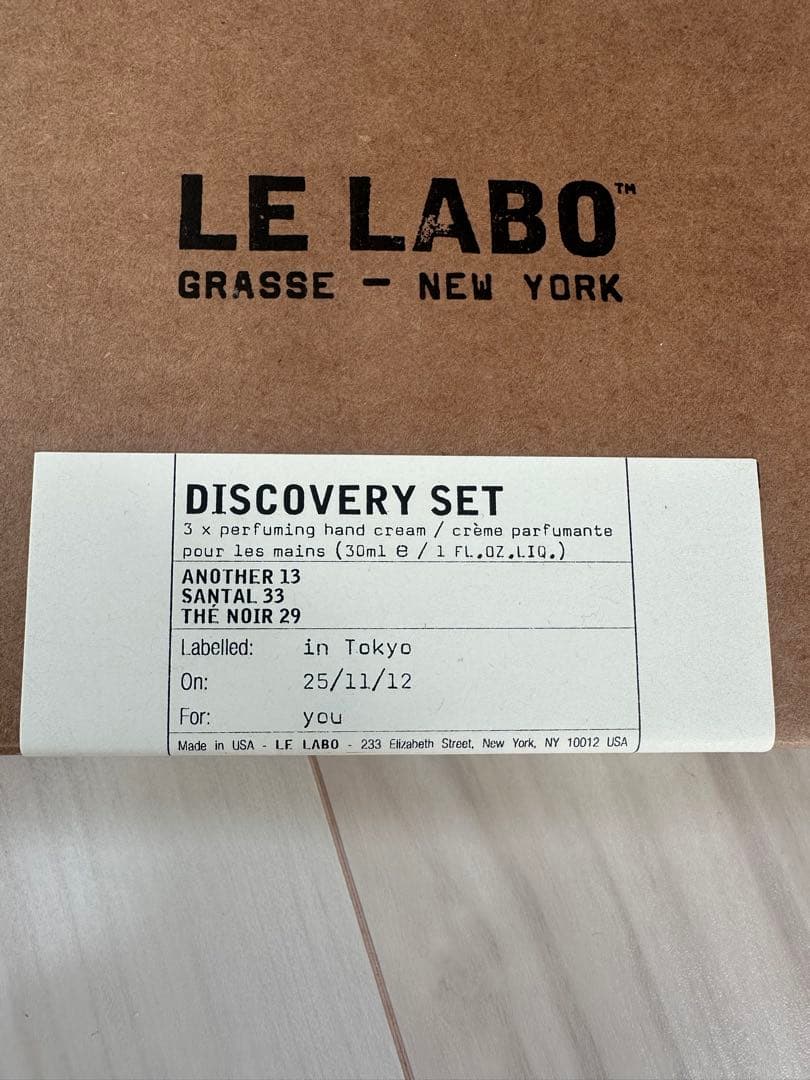 LE LABO™
GRASSE — NEW YORK
DISCOVERY SET
3 x perfuming hand cream / crème parfumante
pour les mains (30ml ℮ / 1 FL.OZ.LIQ.)
ANOTHER 13
SANTAL 33
THÉ NOIR 29
Labelled: in Tokyo
On: 25/11/12
For: you
Made in USA - LE LABO - 233 Elizabeth Street, New York, NY 10012 USA